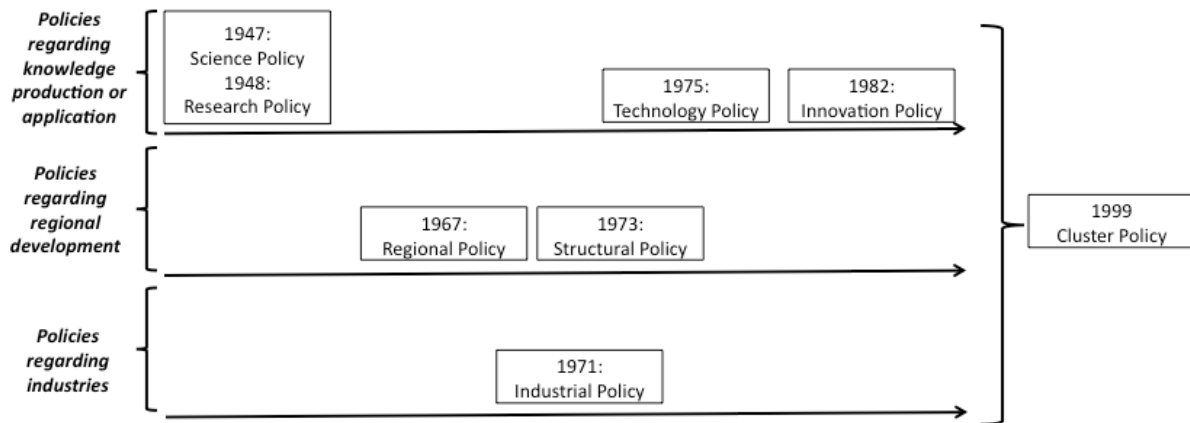 Policies
regarding
knowledge
production or
application
1947:
Science Policy
1948:
Research Policy
1975:
Technology Policy
1982:
Innovation Policy
Policies
regarding
regional
development
1967:
Regional Policy
1973:
Structural Policy
1999
Cluster Policy
Policies
regarding
industries
1971:
Industrial Policy